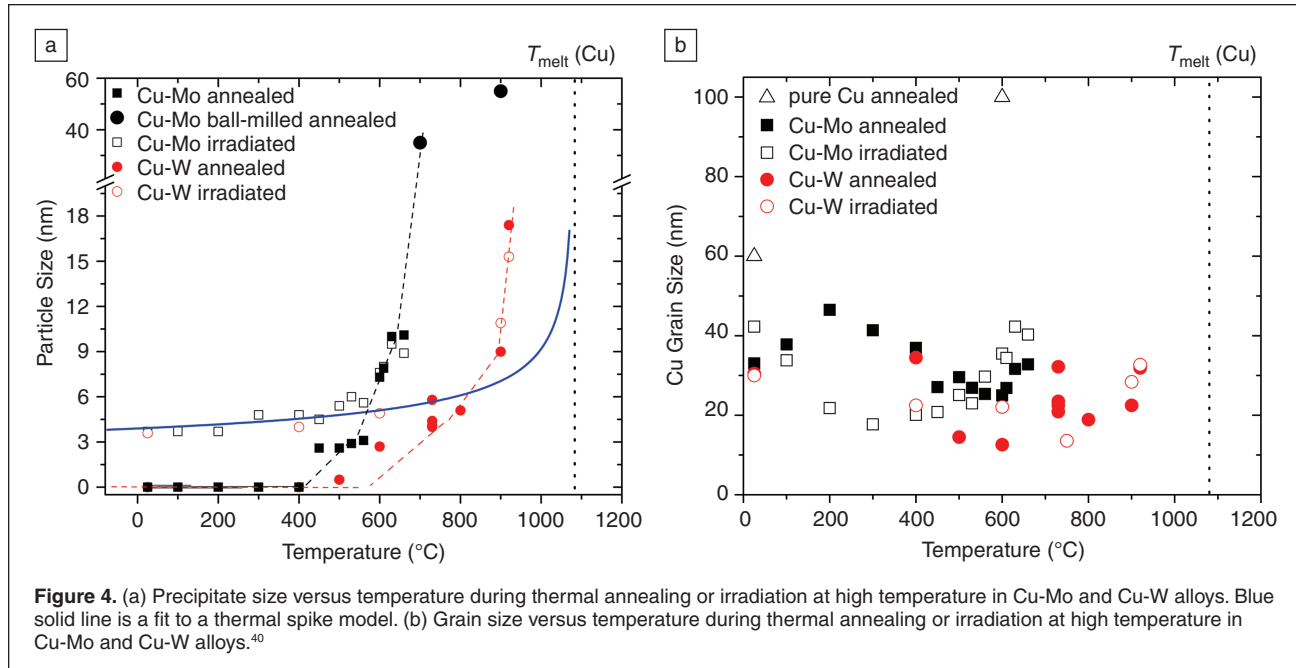 a
T_melt (Cu)
60
40
18
15
12
9
6
3
0
Particle Size (nm)
Cu-Mo annealed
Cu-Mo ball-milled annealed
Cu-Mo irradiated
Cu-W annealed
Cu-W irradiated
0 200 400 600 800 1000 1200
Temperature (°C)
b
T_melt (Cu)
100
80
60
40
20
0
Cu Grain Size (nm)
pure Cu annealed
Cu-Mo annealed
Cu-Mo irradiated
Cu-W annealed
Cu-W irradiated
0 200 400 600 800 1000 1200
Temperature (°C)
Figure 4. (a) Precipitate size versus temperature during thermal annealing or irradiation at high temperature in Cu-Mo and Cu-W alloys. Blue
solid line is a fit to a thermal spike model. (b) Grain size versus temperature during thermal annealing or irradiation at high temperature in
Cu-Mo and Cu-W alloys.40